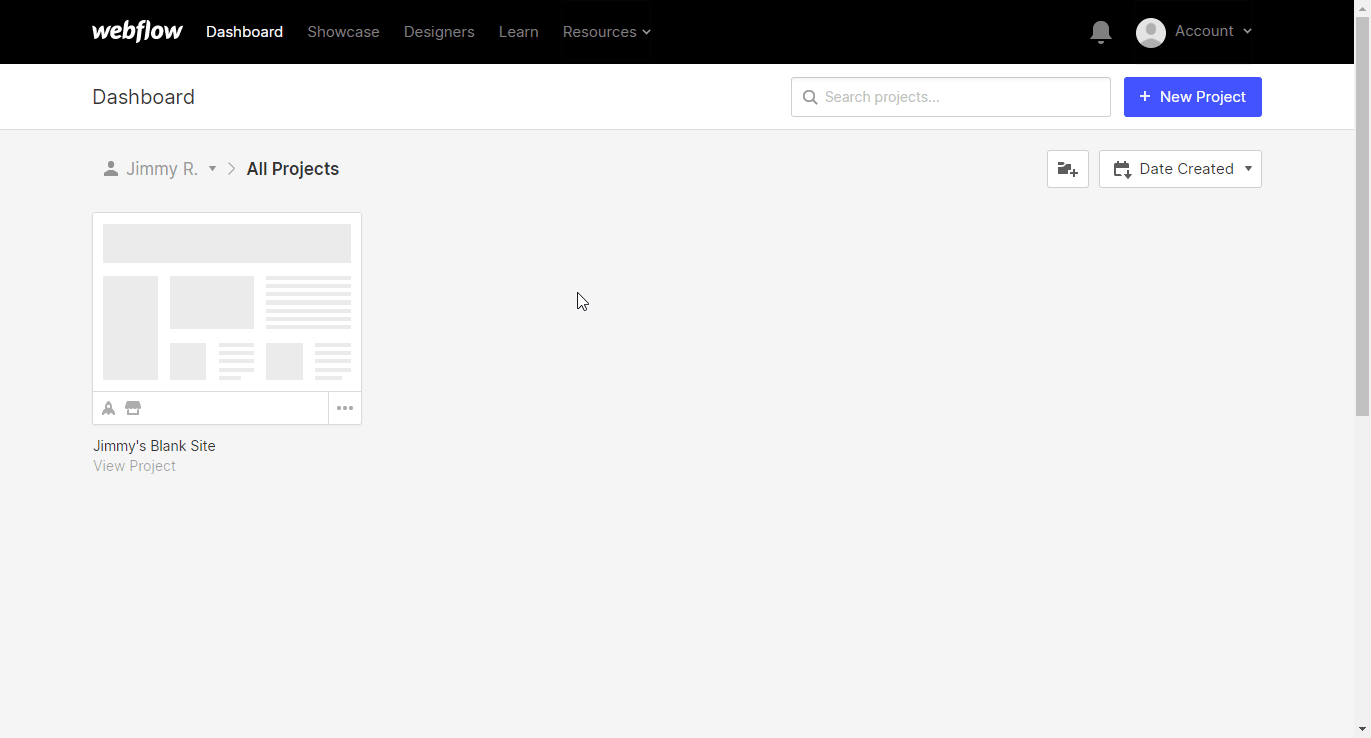 webflow Dashboard Showcase Designers Learn Resources Account
Dashboard Search projects... + New Project
Jimmy R. > All Projects Date Created
Jimmy's Blank Site
View Project